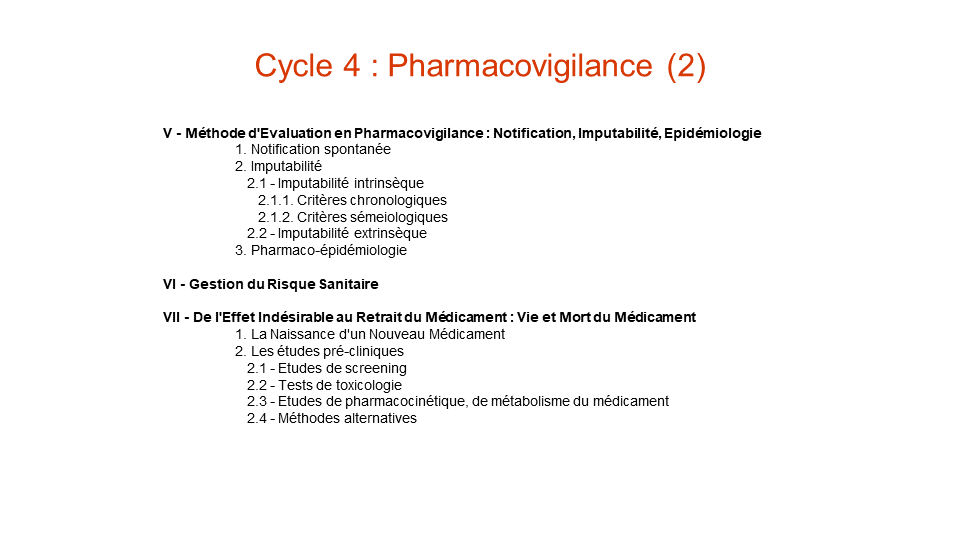 Cycle 4 : Pharmacovigilance (2)
V - Méthode d'Evaluation en Pharmacovigilance : Notification, Imputabilité, Epidémiologie
1. Notification spontanée
2. Imputabilité
2.1 - Imputabilité intrinsèque
2.1.1. Critères chronologiques
2.1.2. Critères sémeiologiques
2.2 - Imputabilité extrinsèque
3. Pharmaco-épidémiologie
VI - Gestion du Risque Sanitaire
VII - De l'Effet Indésirable au Retrait du Médicament : Vie et Mort du Médicament
1. La Naissance d'un Nouveau Médicament
2. Les études pré-cliniques
2.1 - Etudes de screening
2.2 - Tests de toxicologie
2.3 - Etudes de pharmacocinétique, de métabolisme du médicament
2.4 - Méthodes alternatives